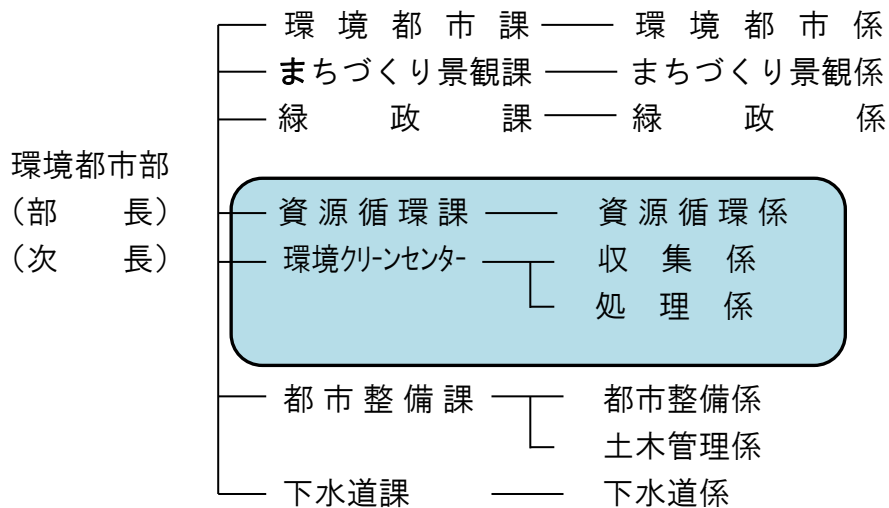 環境都市課 環境都市係
まちづくり景観課 まちづくり景観係
緑政課 緑政係
環境都市部
(部長) 資源循環課 資源循環係
(次長) 環境クリーンセンター 収集係
処理係
都市整備課 都市整備係
土木管理係
下水道課 下水道係